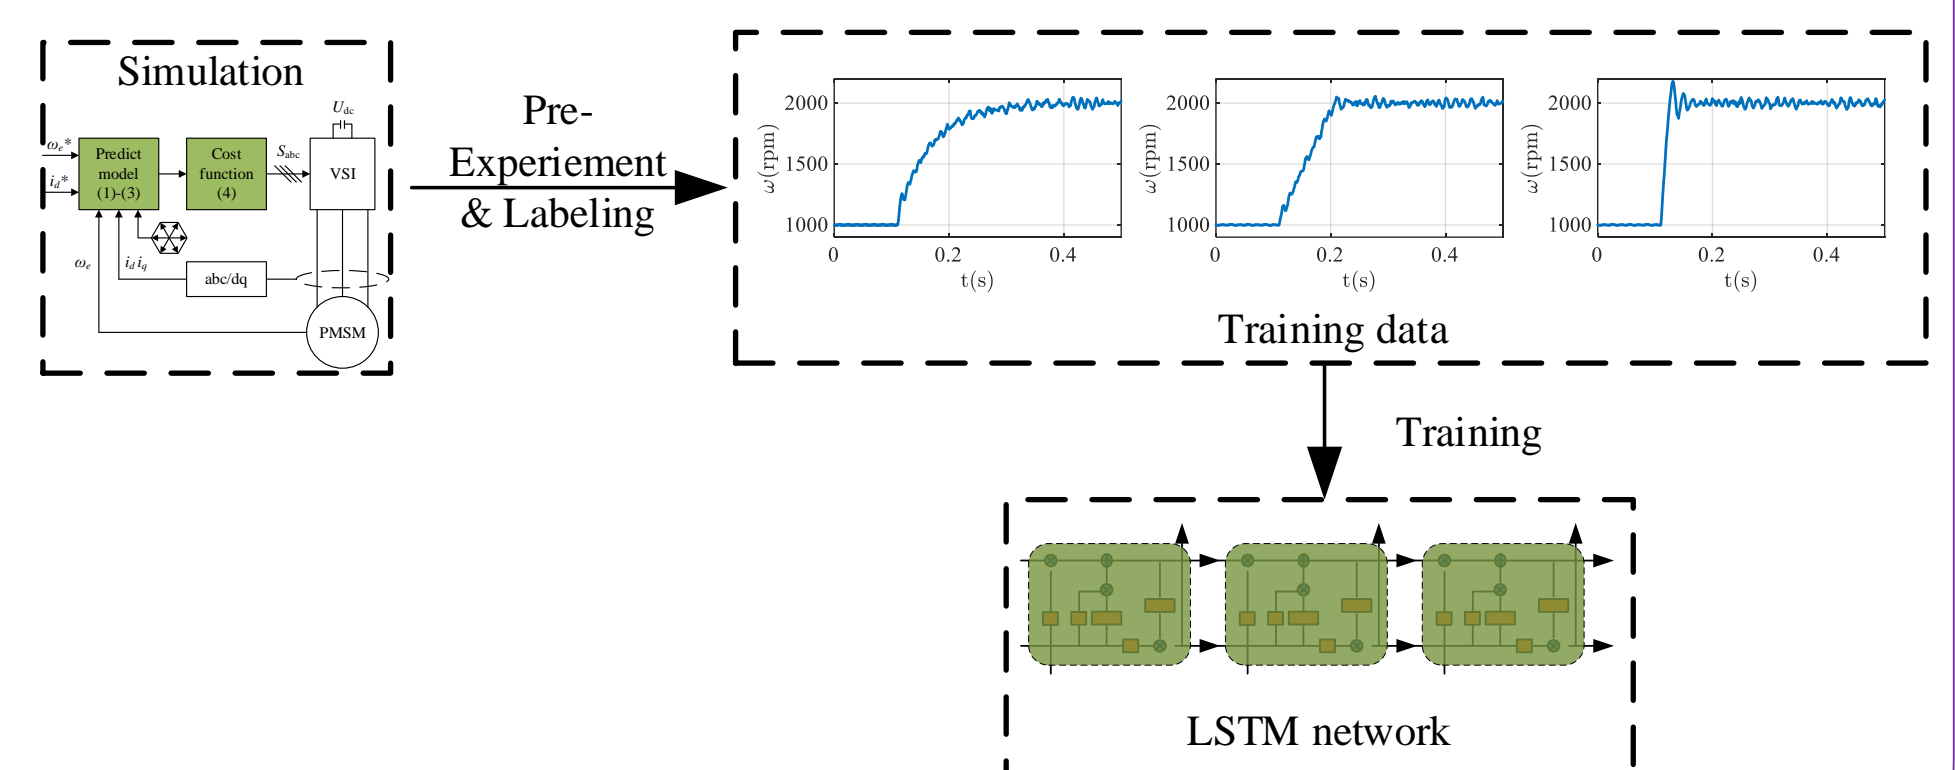 Simulation
U_dc
ω_e*
i_d*
Predict
model
(1)-(3)
Cost
function
(4)
S_abc
VSI
ω_e
i_d i_q
abc/dq
PMSM
Pre-
Experiement
& Labeling
ω(rpm)
2000
1500
1000
0 0.2 0.4
t(s)
ω(rpm)
2000
1500
1000
0 0.2 0.4
t(s)
ω(rpm)
2000
1500
1000
0 0.2 0.4
t(s)
Training data
Training
LSTM network